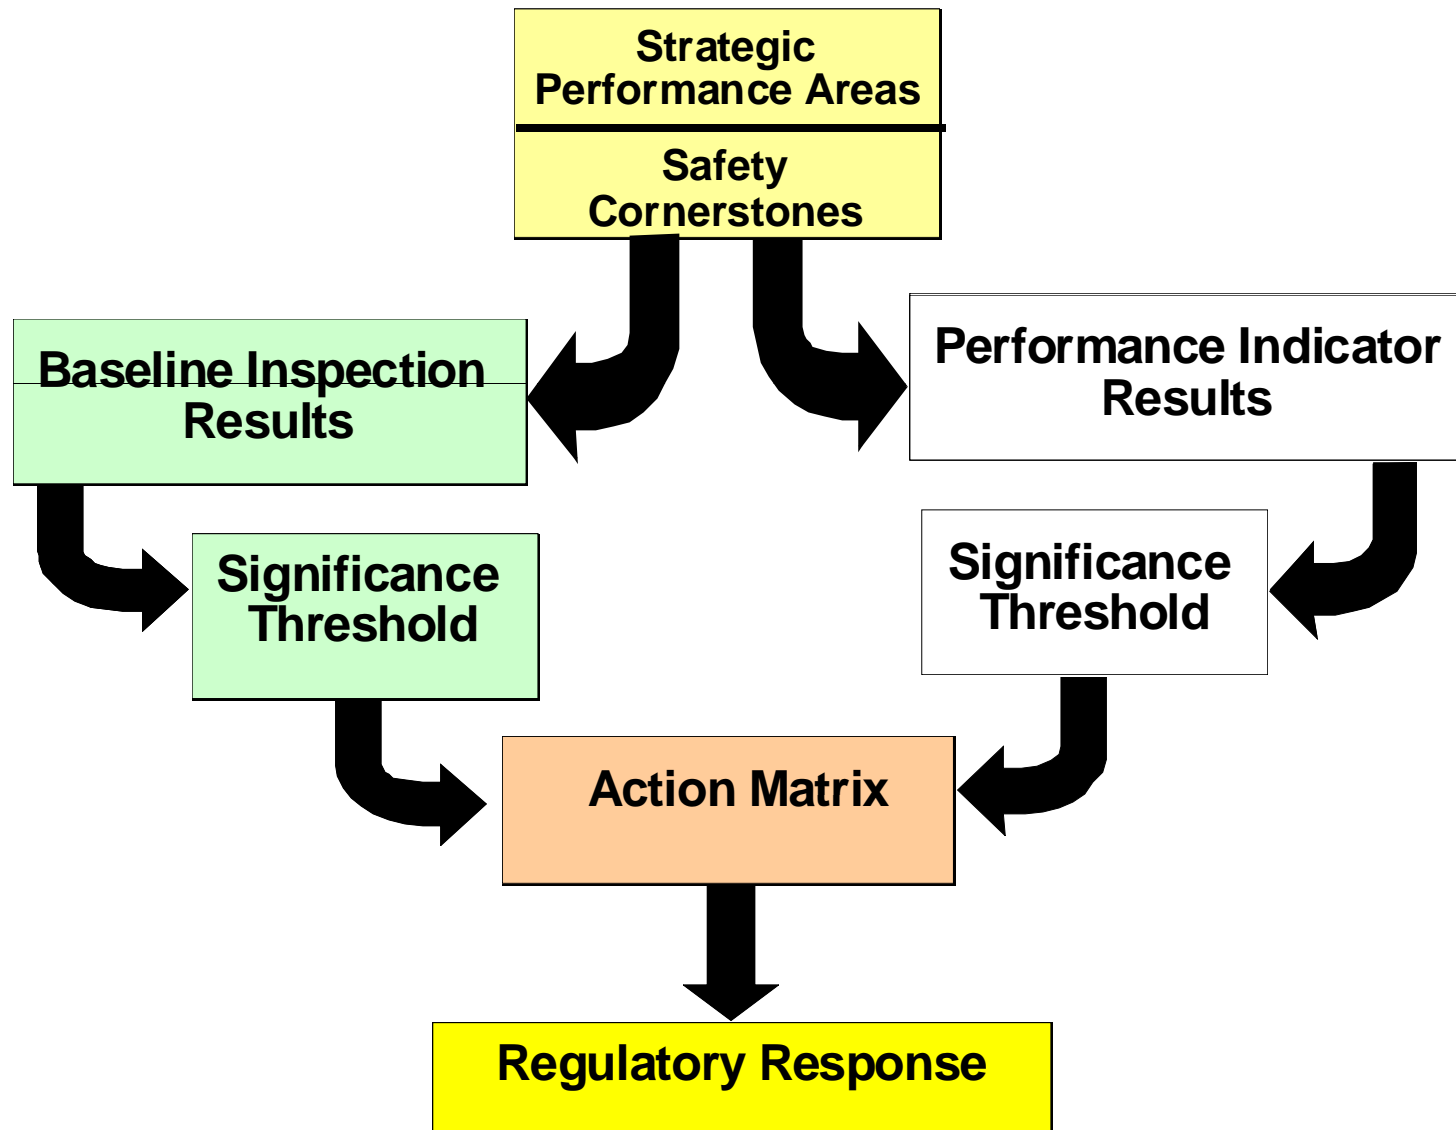 Strategic
Performance Areas
Safety
Cornerstones
Baseline Inspection
Results
Performance Indicator
Results
Significance
Threshold
Significance
Threshold
Action Matrix
Regulatory Response